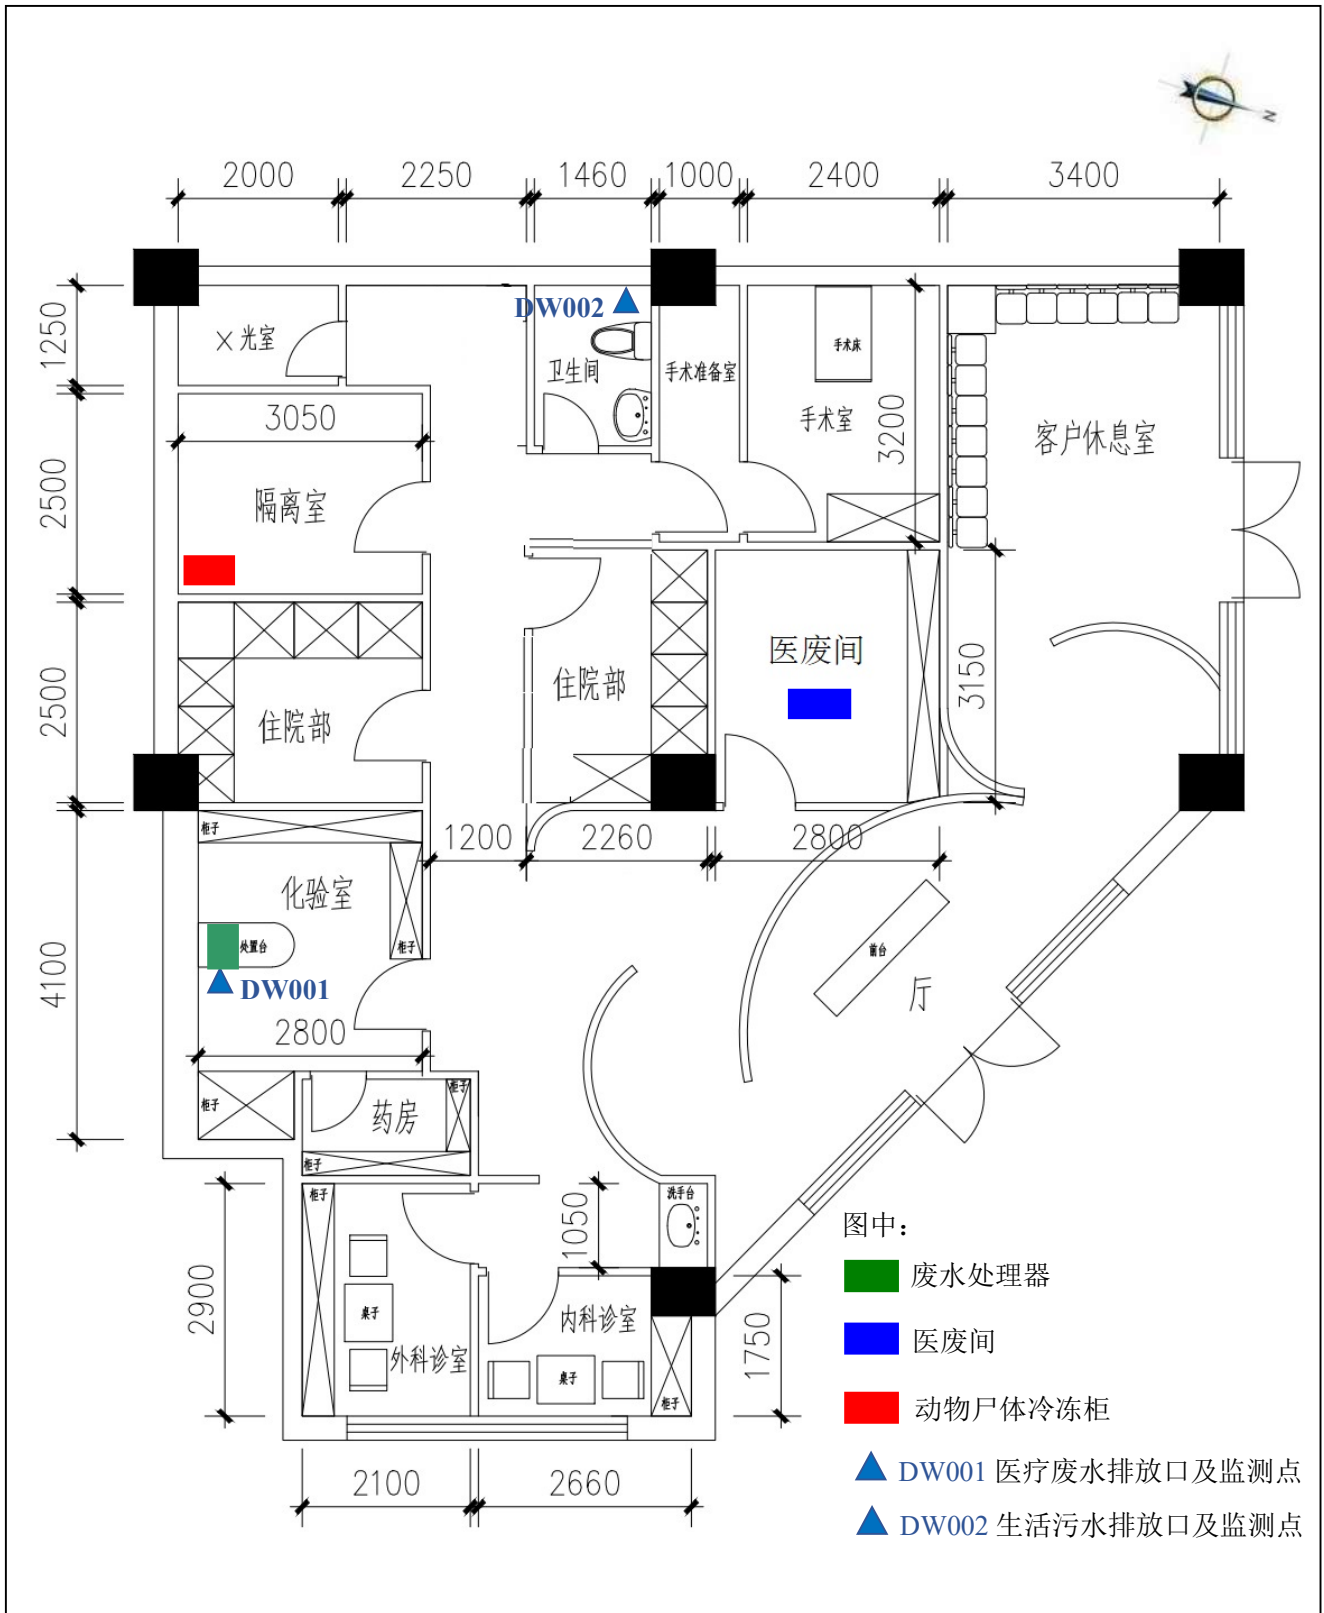 N
2000
2250
1460
1000
2400
3400
1250
2500
2500
4100
2900
DW002
X光室
卫生间
手术准备室
手术床
手术室
3200
客户休息室
3050
隔离室
医废间
3150
住院部
住院部
1200
2260
2800
柜子
化验室
处置台
柜子
前台
厅
DW001
2800
柜子
药房
柜子
柜子
柜子
洗手台
1050
桌子
外科诊室
内科诊室
桌子
柜子
1750
2100
2660
图中：
废水处理器
医废间
动物尸体冷冻柜
DW001 医疗废水排放口及监测点
DW002 生活污水排放口及监测点